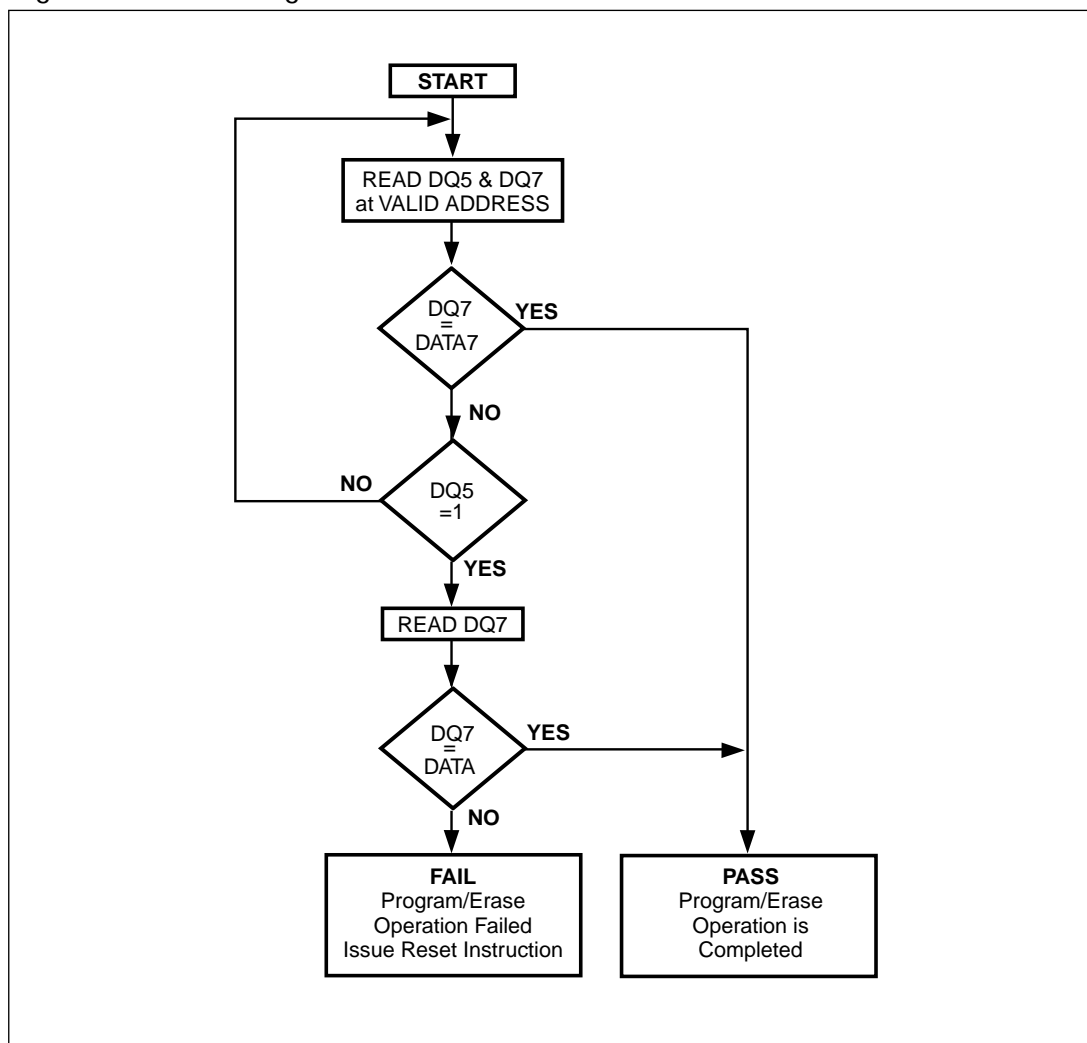 START
READ DQ5 & DQ7
at VALID ADDRESS
DQ7
=
DATA7
YES
NO
NO
DQ5
=1
YES
READ DQ7
DQ7
=
DATA
YES
NO
FAIL
Program/Erase
Operation Failed
Issue Reset Instruction
PASS
Program/Erase
Operation is
Completed